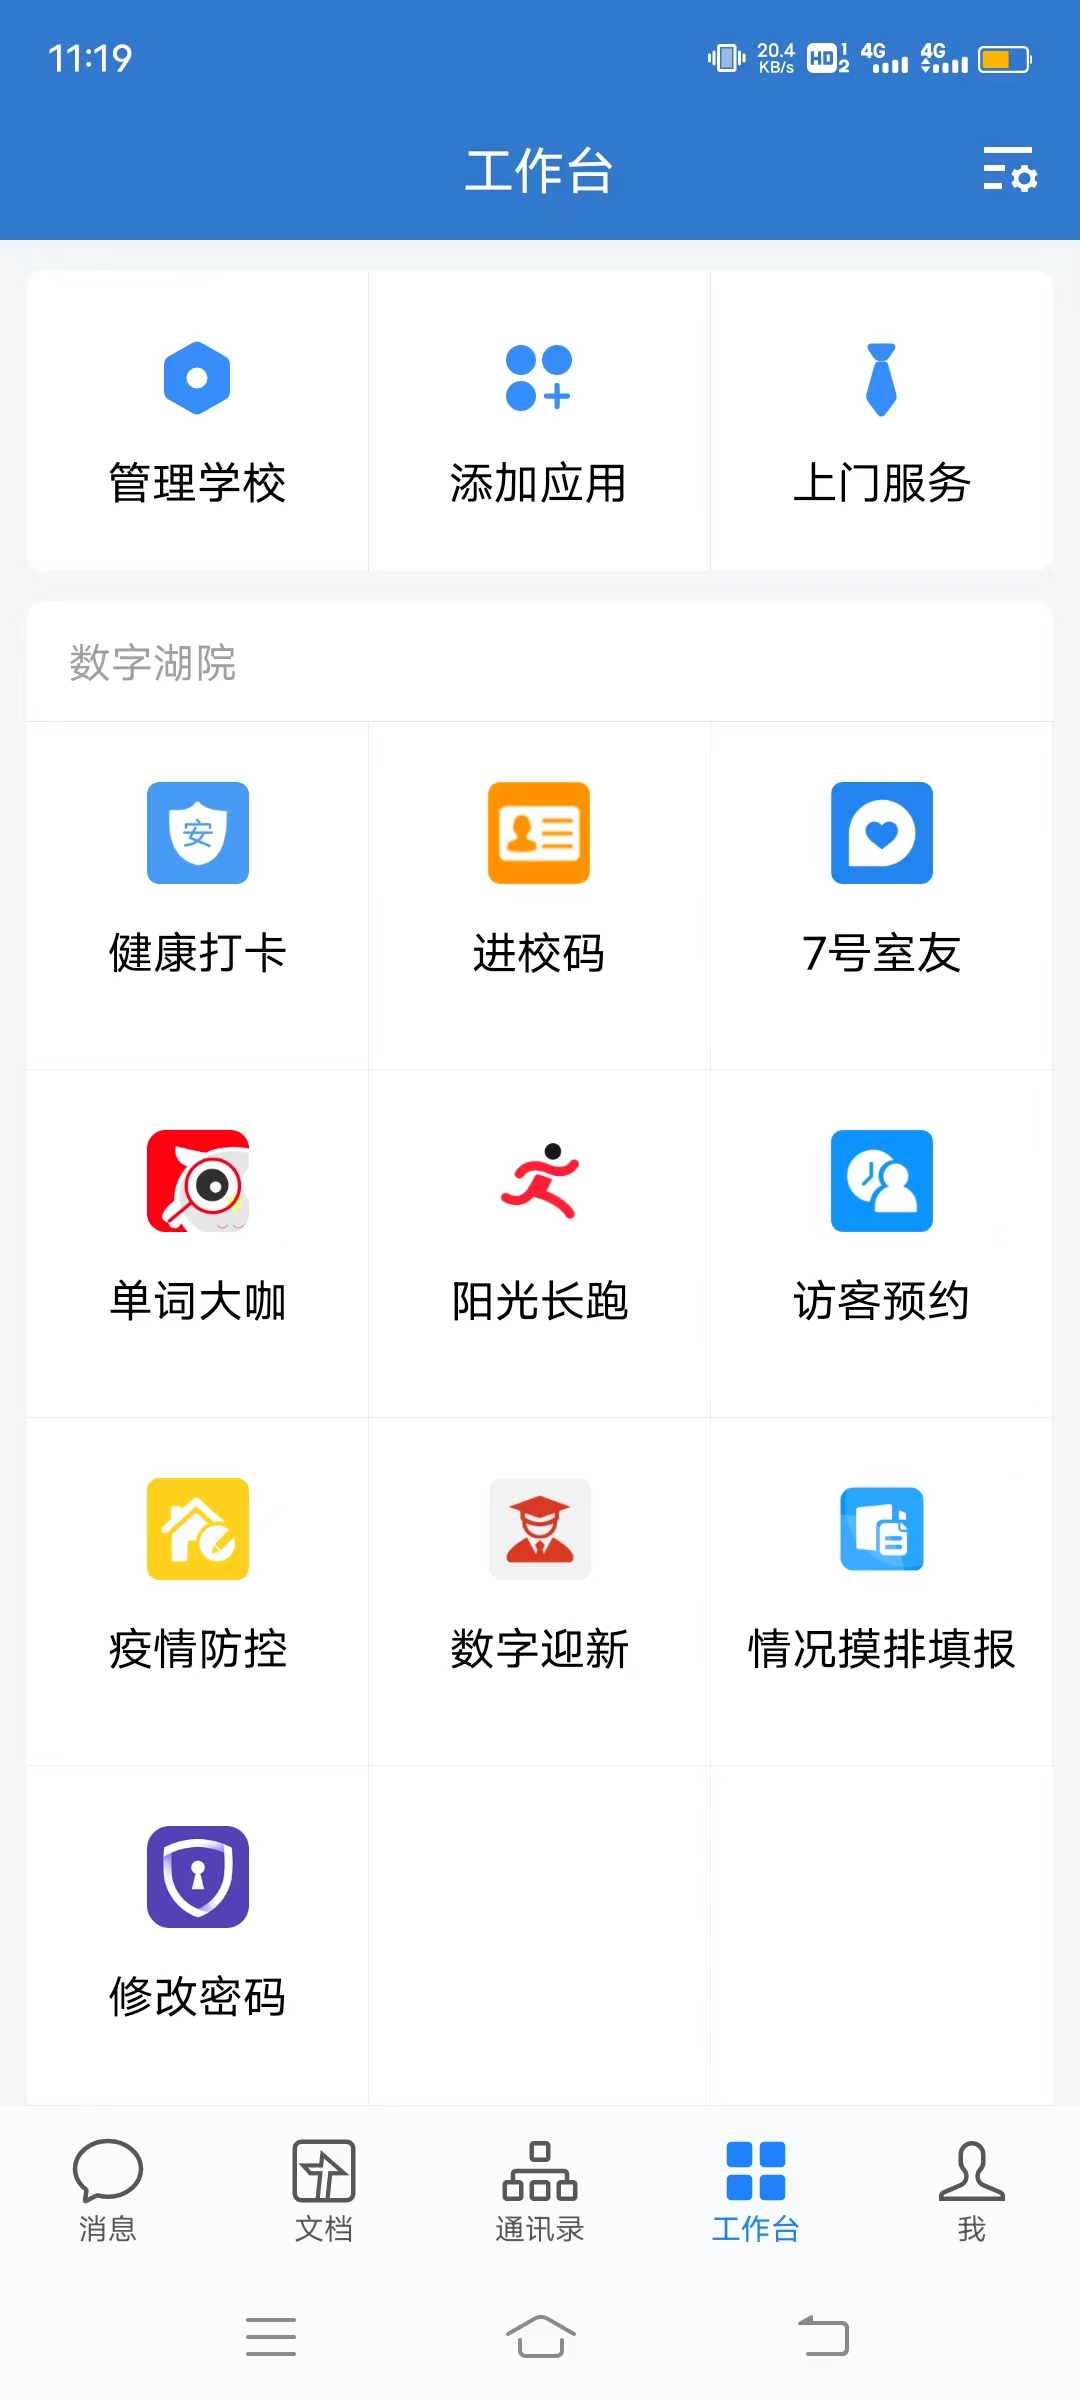 11:19
20.4 KB/s HD 1 2 4G 4G
工作台
管理学校 添加应用 上门服务
数字湖院
安
健康打卡 进校码 7号室友
单词大咖 阳光长跑 访客预约
疫情防控 数字迎新 情况摸排填报
修改密码
消息 文档 通讯录 工作台 我